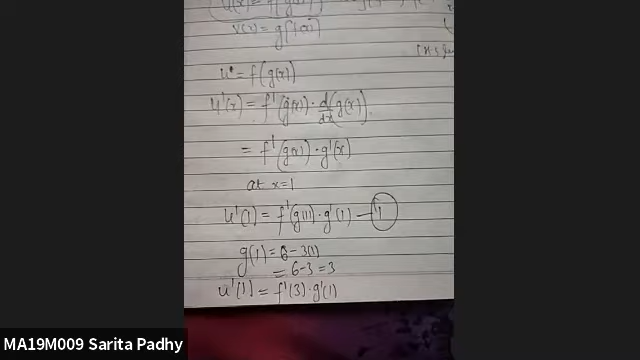 v(x) = g(f(x))
u = f(g(x))
u'(x) = f'(g(x)) · d/dx (g(x))
= f'(g(x)) · g'(x)
at x=1
u'(1) = f'(g(1)) · g'(1) — 1
g(1) = 6 - 3(1)
= 6-3 = 3
u'(1) = f'(3) · g'(1)
MA19M009 Sarita Padhy